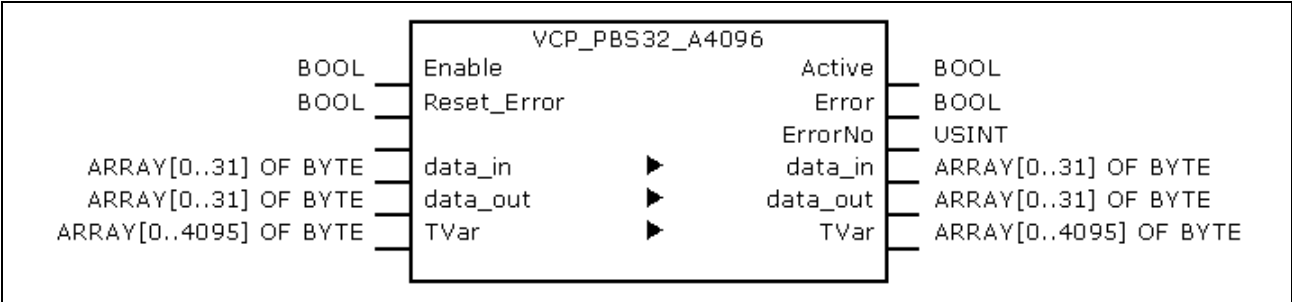 VCP_PBS32_A4096
BOOL Enable Active BOOL
BOOL Reset_Error Error BOOL
ErrorNo USINT
ARRAY[0..31] OF BYTE data_in data_in ARRAY[0..31] OF BYTE
ARRAY[0..31] OF BYTE data_out data_out ARRAY[0..31] OF BYTE
ARRAY[0..4095] OF BYTE TVar TVar ARRAY[0..4095] OF BYTE